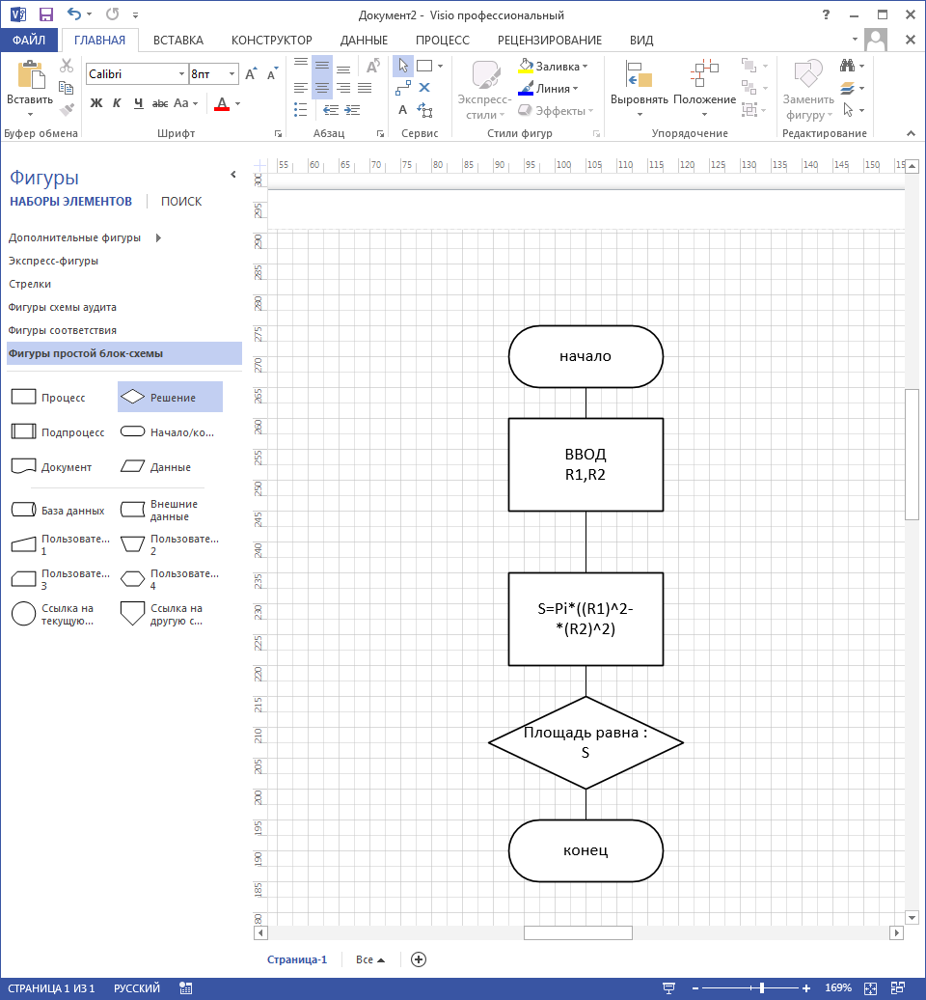 Документ2 - Visio профессиональный
ФАЙЛ ГЛАВНАЯ ВСТАВКА КОНСТРУКТОР ДАННЫЕ ПРОЦЕСС РЕЦЕНЗИРОВАНИЕ ВИД
Вставить
Буфер обмена
Calibri 8пт
Ж К Ч abc Aa A
Шрифт
Абзац
A
Сервис
Экспресс-
стили
Заливка
Линия
Эффекты
Стили фигур
Выровнять Положение
Упорядочение
Заменить
фигуру
Редактирование
Фигуры
НАБОРЫ ЭЛЕМЕНТОВ ПОИСК
Дополнительные фигуры
Экспресс-фигуры
Стрелки
Фигуры схемы аудита
Фигуры соответствия
Фигуры простой блок-схемы
Процесс Решение
Подпроцесс Начало/ко...
Документ Данные
База данных Внешние
данные
Пользовате...
1
Пользовате...
2
Пользовате...
3
Пользовате...
4
Ссылка на
текущую...
Ссылка на
другую с...
55 60 65 70 75 80 85 90 95 100 105 110 115 120 125 130 135 140 145 150
300
295
290
285
280
275
270
265
260
255
250
245
240
235
230
225
220
215
210
205
200
195
190
185
начало
ВВОД
R1,R2
S=Pi*((R1)^2-
*(R2)^2)
Площадь равна :
S
конец
Страница-1 Все
СТРАНИЦА 1 ИЗ 1 РУССКИЙ 169%